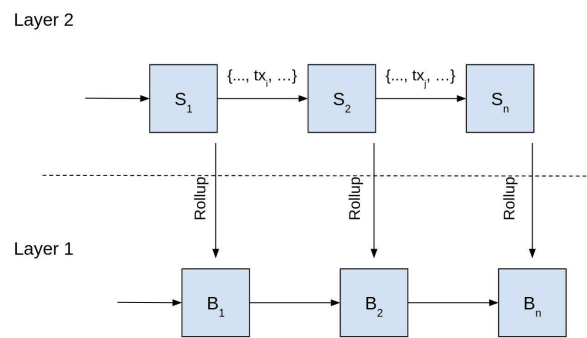 Layer 2
{..., txᵢ, …}
{..., txⱼ, …}
S₁
S₂
Sₙ
Rollup
Rollup
Rollup
Layer 1
B₁
B₂
Bₙ